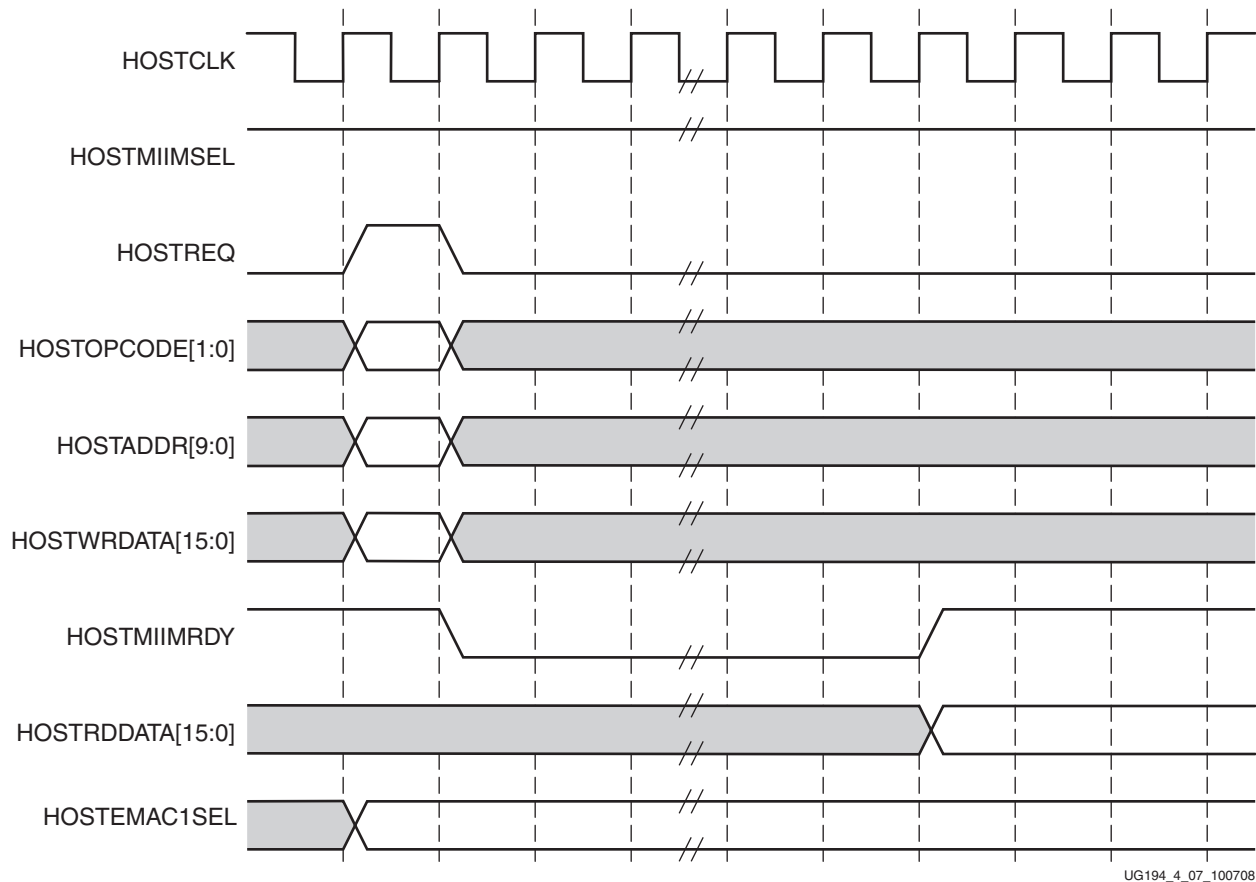 HOSTCLK
HOSTMIIMSEL
HOSTREQ
HOSTOPCODE[1:0]
HOSTADDR[9:0]
HOSTWRDATA[15:0]
HOSTMIIMRDY
HOSTRDDATA[15:0]
HOSTEMAC1SEL
UG194_4_07_100708